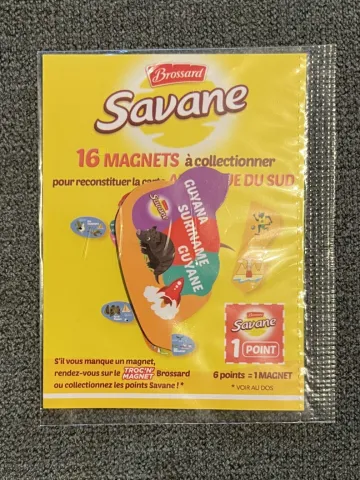 Brossard
Savane
16 MAGNETS à collectionner
pour reconstituer la carte DU SUD
Savane
GUYANA
SURINAME
GUYANE
Brossard
Savane
1 POINT
S'il vous manque un magnet,
rendez-vous sur le TROC'N' MAGNET Brossard
ou collectionnez les points Savane ! *
6 points = 1 MAGNET
* VOIR AU DOS